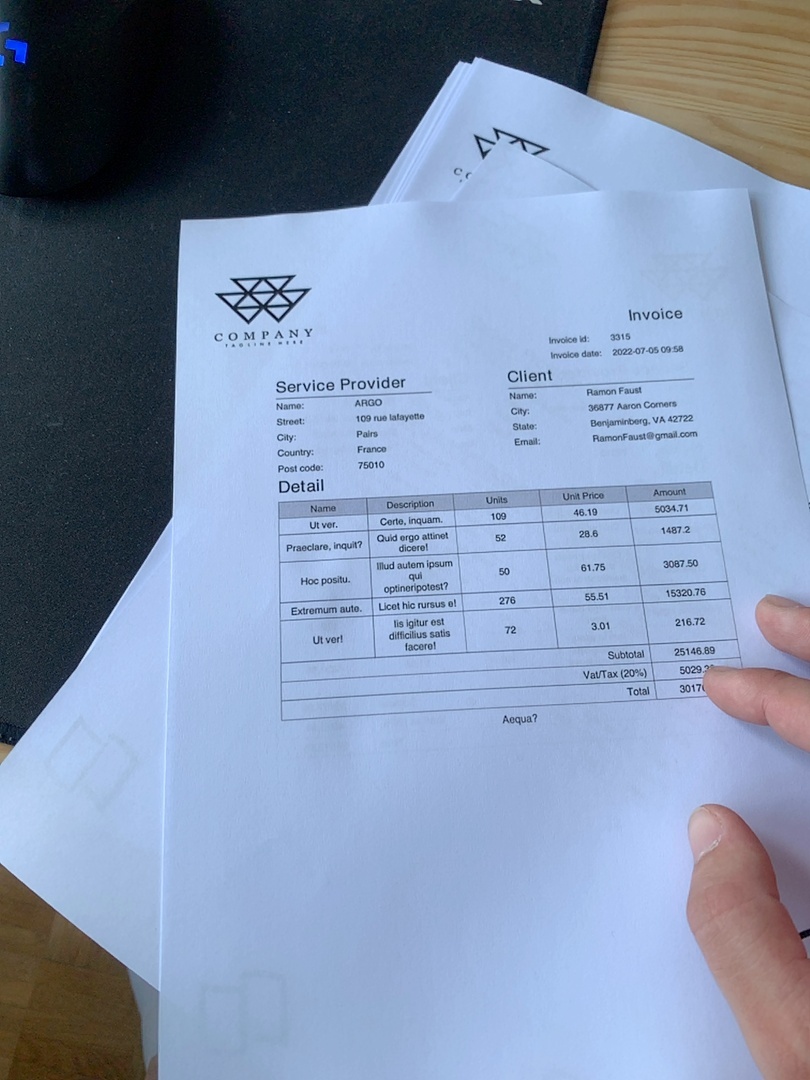 COMPANY
TAGLINE HERE
Invoice
Invoice id: 3315
Invoice date: 2022-07-05 09:58
Service Provider
Name: ARGO
Street: 109 rue lafayette
City: Pairs
Country: France
Post code: 75010
Client
Name: Ramon Faust
City: 36877 Aaron Corners
State: Benjaminberg, VA 42722
Email: RamonFaust@gmail.com
Detail
Name Description Units Unit Price Amount
Ut ver. Certe, inquam. 109 46.19 5034.71
Praeclare, inquit? Quid ergo attinet 52 28.6 1487.2
dicere!
Hoc positu. Illud autem ipsum 50 61.75 3087.50
qui
optineripotest?
Extremum aute. Licet hic rursus e! 276 55.51 15320.76
Ut ver! Iis igitur est 72 3.01 216.72
difficilius satis
facere!
Subtotal 25146.89
Vat/Tax (20%)
Total
Aequa?